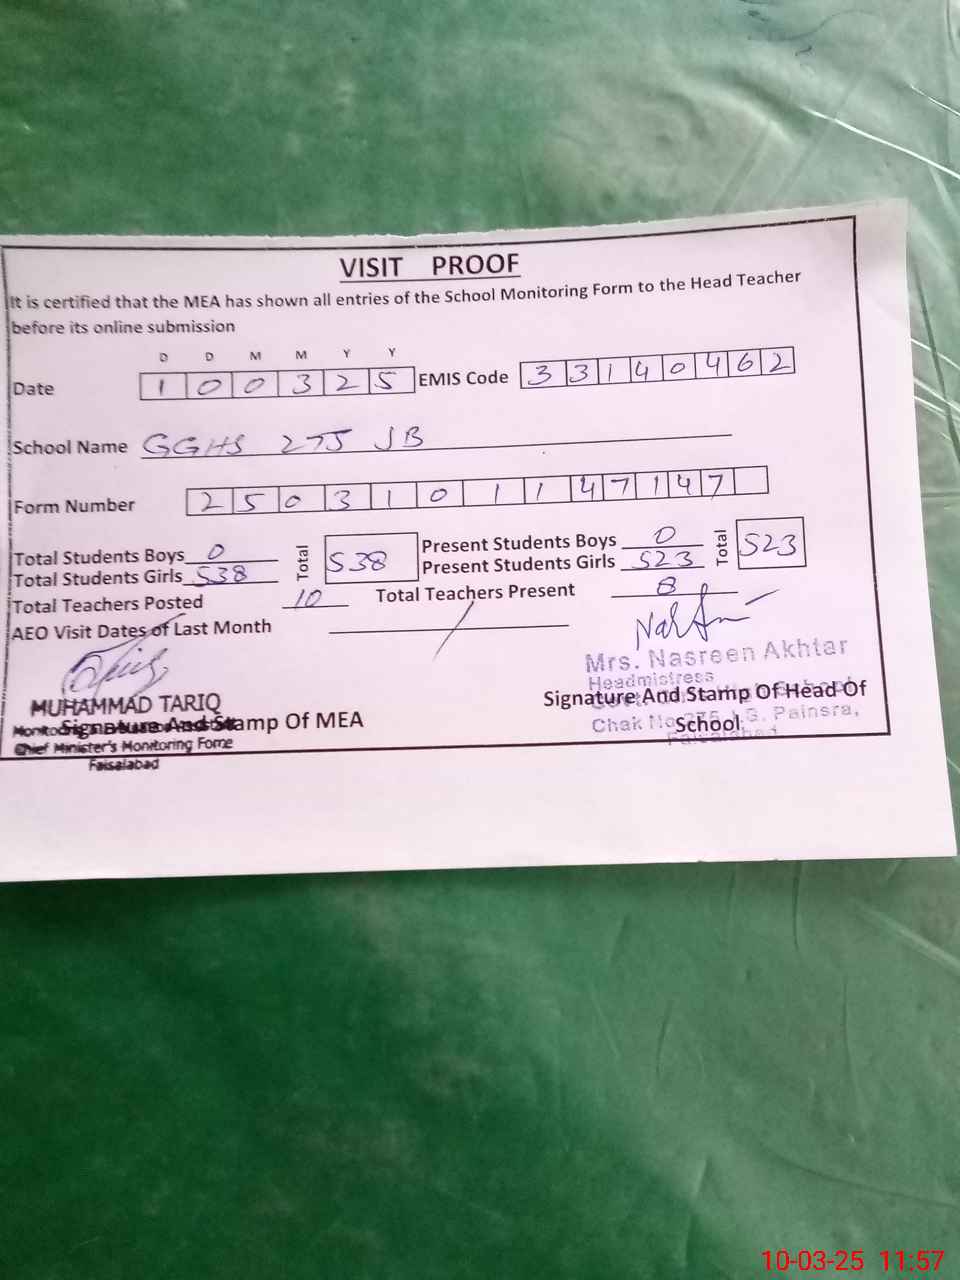 VISIT PROOF
It is certified that the MEA has shown all entries of the School Monitoring Form to the Head Teacher
before its online submission
D D M M Y Y
Date 1 0 0 3 2 5 EMIS Code 3 3 1 4 0 4 6 2
School Name GGHS 275 JB
Form Number 2 5 0 3 1 0 1 1 4 7 1 4 7
Total Students Boys 0 Total 538 Present Students Boys 0 Total 523
Total Students Girls 538 Present Students Girls 523
Total Teachers Posted 10 Total Teachers Present 8
AEO Visit Dates of Last Month /
Mrs. Nasreen Akhtar
Headmistress
MUHAMMAD TARIQ
Signature And Stamp Of MEA
Signature And Stamp Of Head Of
School
Chak No 275 J.B. Painsra,
Faisalabad
Chief Minister's Monitoring Force
Faisalabad
10-03-25 11:57